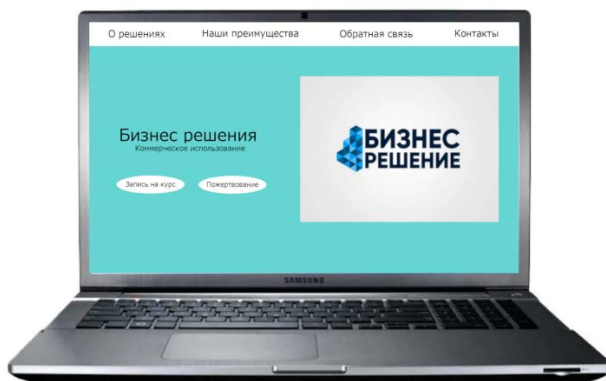 О решениях
Наши преимущества
Обратная связь
Контакты
Бизнес решения
Коммерческое использование
Запись на курс
Пожертвование
БИЗНЕС
РЕШЕНИЕ
SAMSUNG